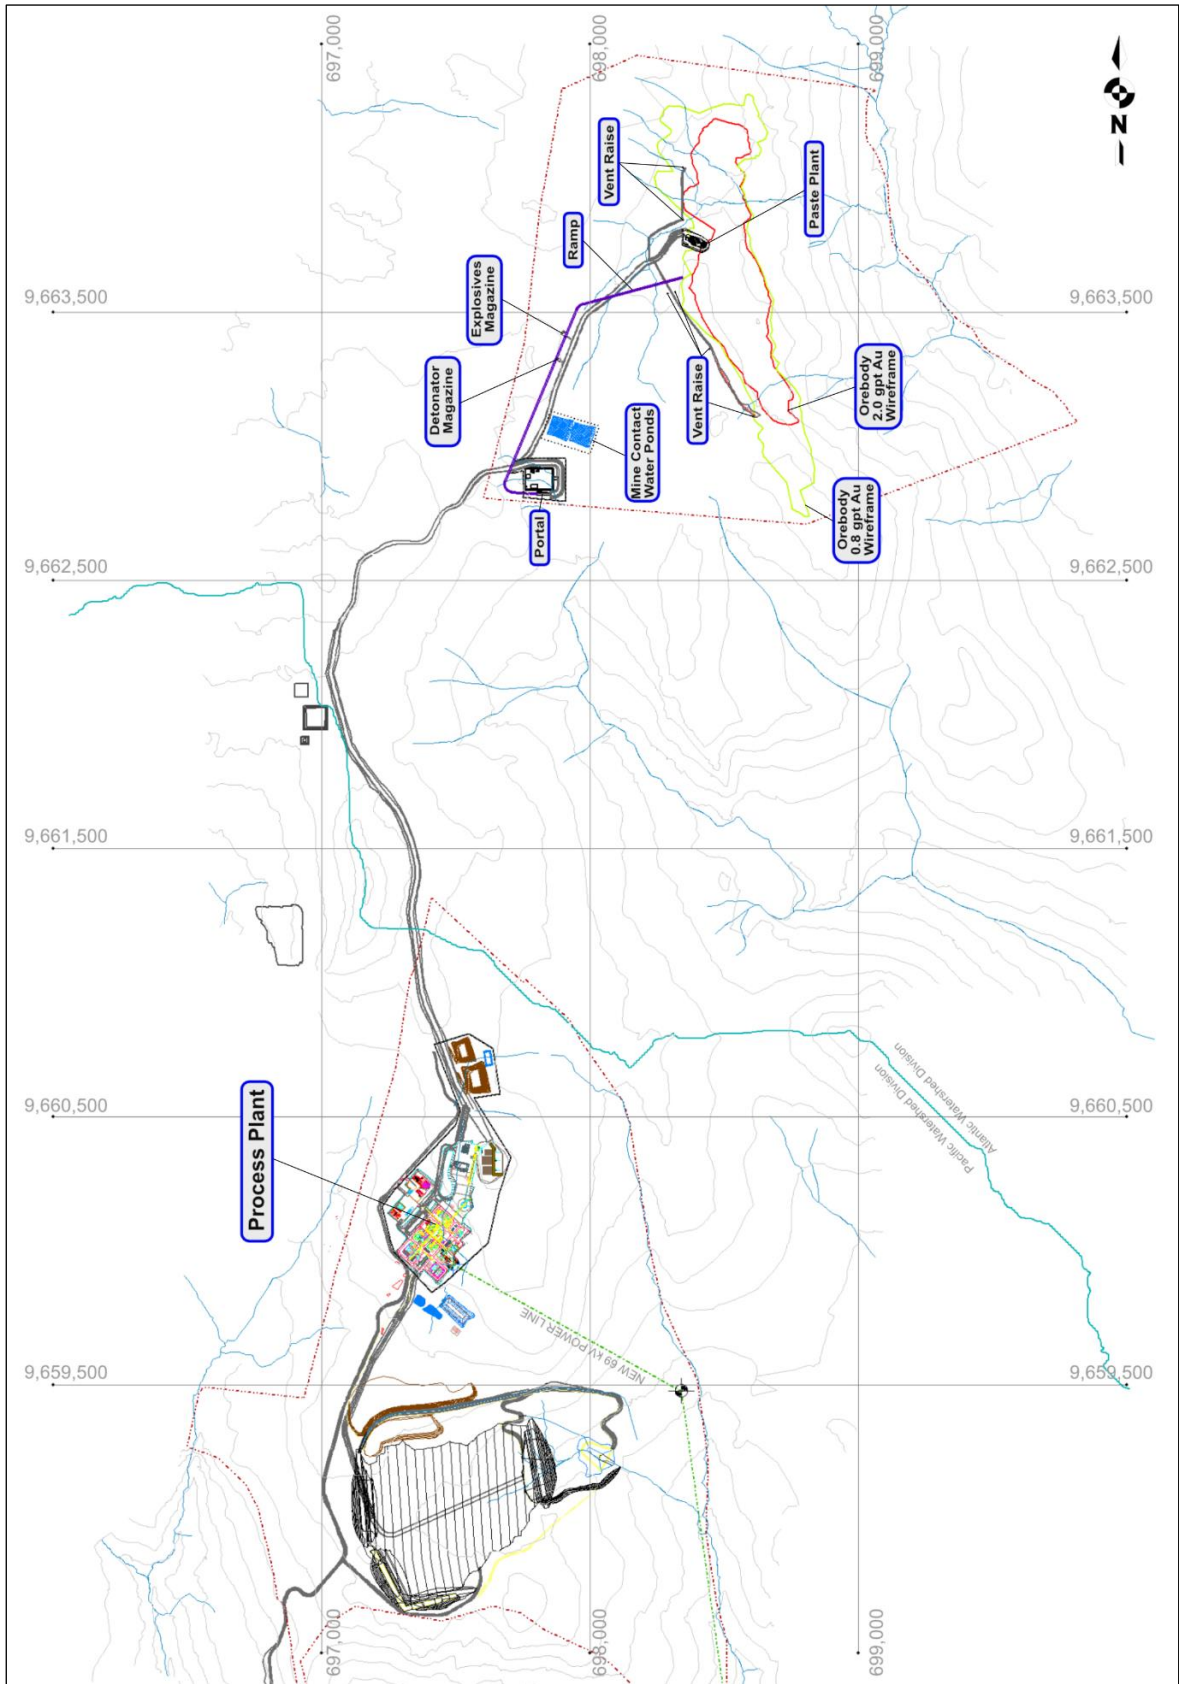 697,000
698,000
699,000
N
Vent Raise
Paste Plant
Ramp
Explosives
Magazine
9,663,500
9,663,500
Detonator
Magazine
Vent Raise
Orebody
2.0 gpt Au
Wireframe
Mine Contact
Water Ponds
Portal
Orebody
0.8 gpt Au
Wireframe
9,662,500
9,662,500
9,661,500
9,661,500
Process Plant
9,660,500
9,660,500
Atlantic Watershed Division
Pacific Watershed Division
NEW 69 kV POWER LINE
9,659,500
9,659,500
697,000
698,000
699,000